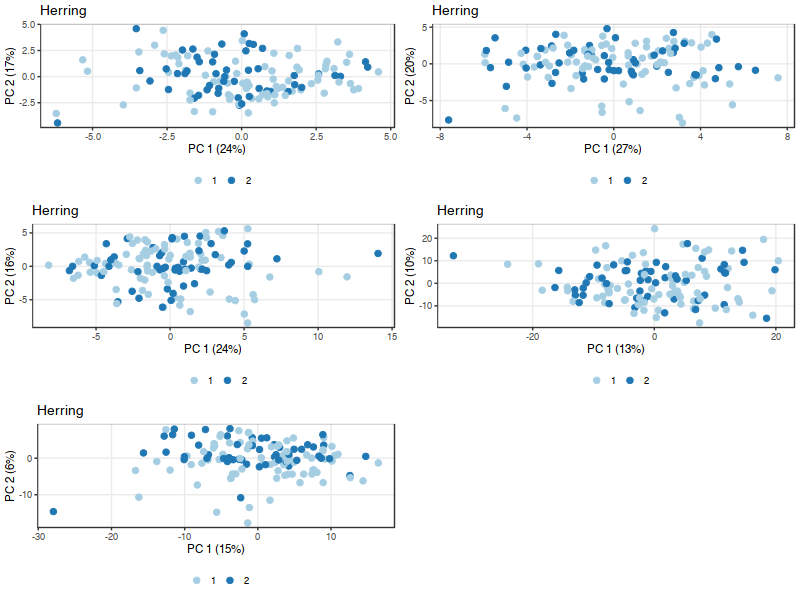 Herring
5.0
2.5
0.0
-2.5
PC 2 (17%)
-5.0 -2.5 0.0 2.5 5.0
PC 1 (24%)
1 2
Herring
5
0
-5
PC 2 (20%)
-8 -4 0 4 8
PC 1 (27%)
1 2
Herring
5
0
-5
PC 2 (16%)
-5 0 5 10 15
PC 1 (24%)
1 2
Herring
20
10
0
-10
PC 2 (10%)
-20 0 20
PC 1 (13%)
1 2
Herring
0
-10
PC 2 (6%)
-30 -20 -10 0 10
PC 1 (15%)
1 2